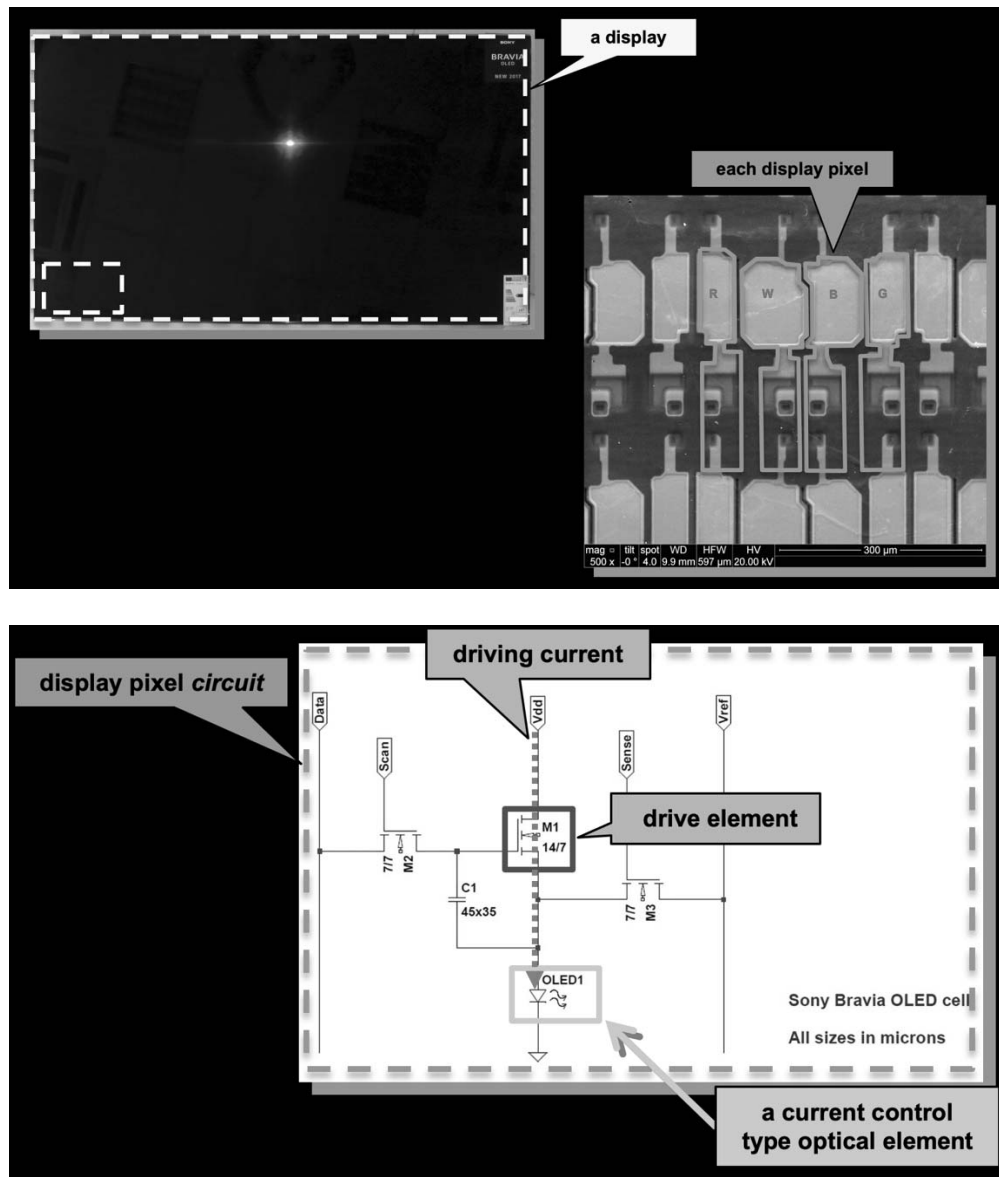 a display
SONY
BRAVIA
OLED
NEW 2017
each display pixel
R W B G
mag tilt spot WD HFW HV 300 µm
500 x -0 ° 4.0 9.9 mm 597 µm 20.00 kV
driving current
display pixel circuit
Data
Vdd
Vref
Scan
Sense
drive element
M1
14/7
7/7
M2
C1
45x35
7/7
M3
OLED1
Sony Bravia OLED cell
All sizes in microns
a current control
type optical element